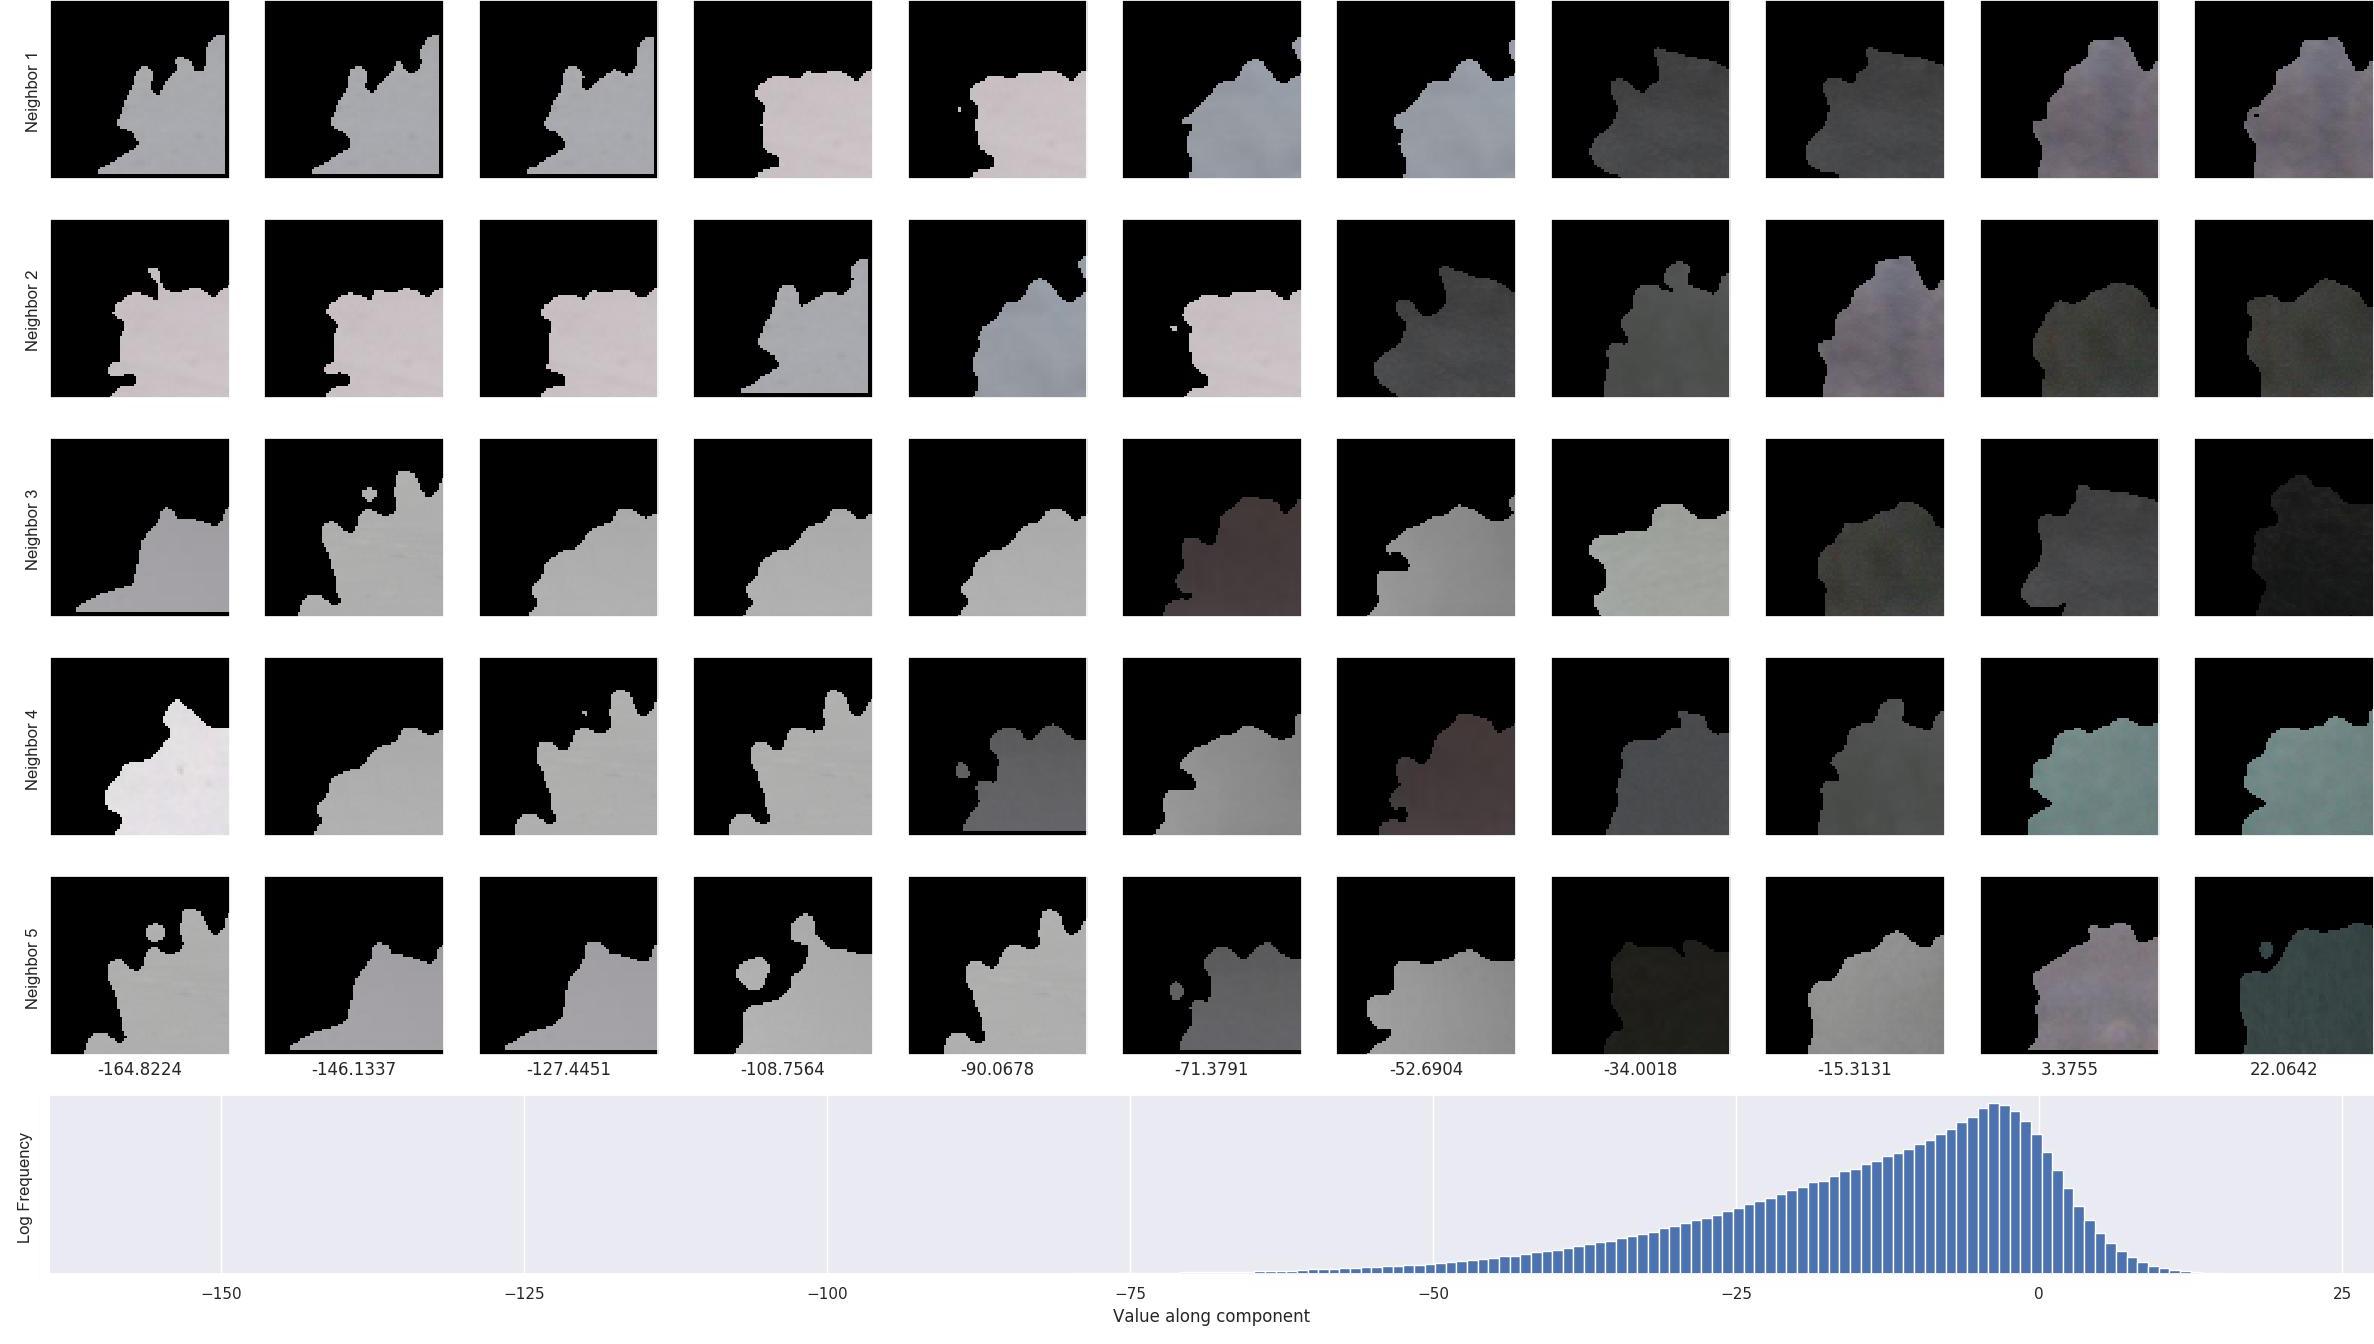 Neighbor 1
Neighbor 2
Neighbor 3
Neighbor 4
Neighbor 5
-164.8224 -146.1337 -127.4451 -108.7564 -90.0678 -71.3791 -52.6904 -34.0018 -15.3131 3.3755 22.0642
Log Frequency
−150 −125 −100 −75 −50 −25 0 25
Value along component